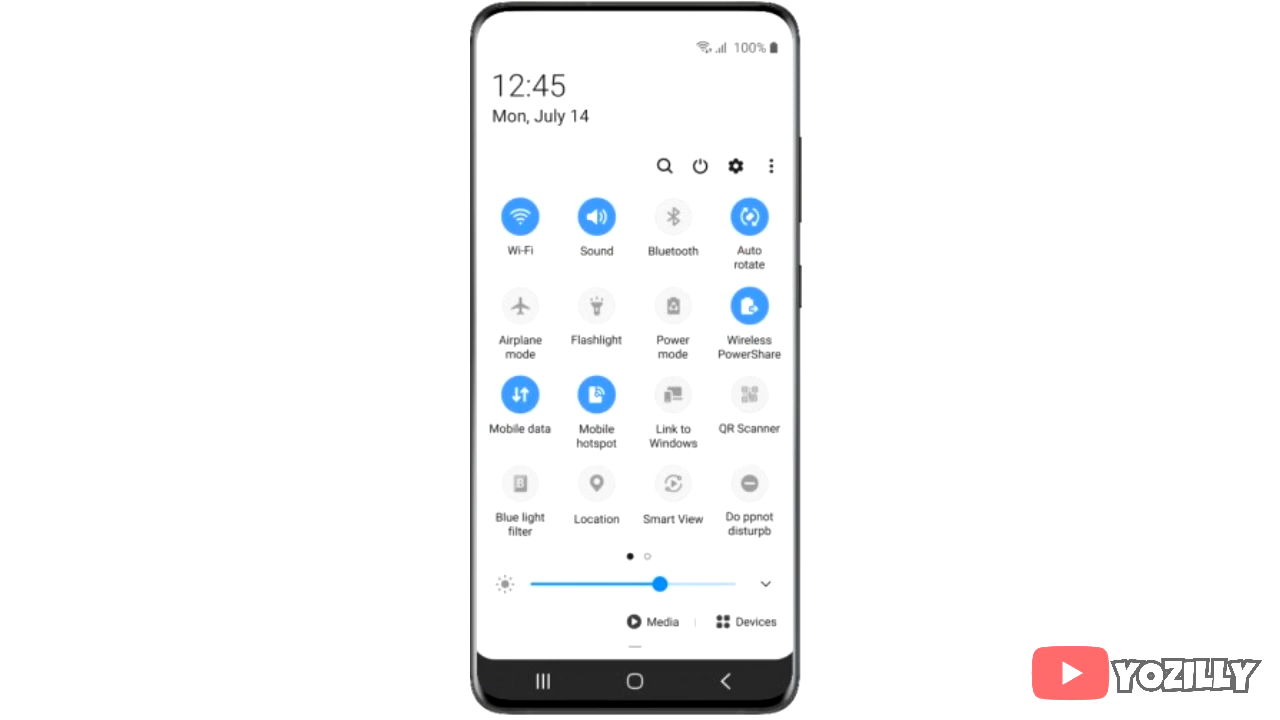 100%
12:45
Mon, July 14
Wi-Fi
Sound
Bluetooth
Auto
rotate
Airplane
mode
Flashlight
Power
mode
Wireless
PowerShare
Mobile data
Mobile
hotspot
Link to
Windows
QR Scanner
B
Blue light
filter
Location
Smart View
Do ppnot
disturpb
Media
Devices
YOZILLY